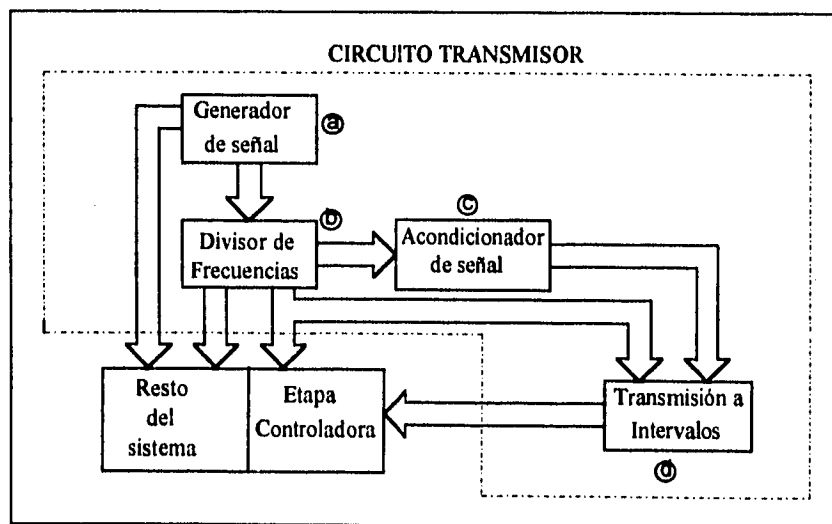 CIRCUITO TRANSMISOR
Generador
de señal
ⓐ
ⓑ
Divisor de
Frecuencias
ⓒ
Acondicionador
de señal
Resto
del
sistema
Etapa
Controladora
Transmisión a
Intervalos
ⓓ